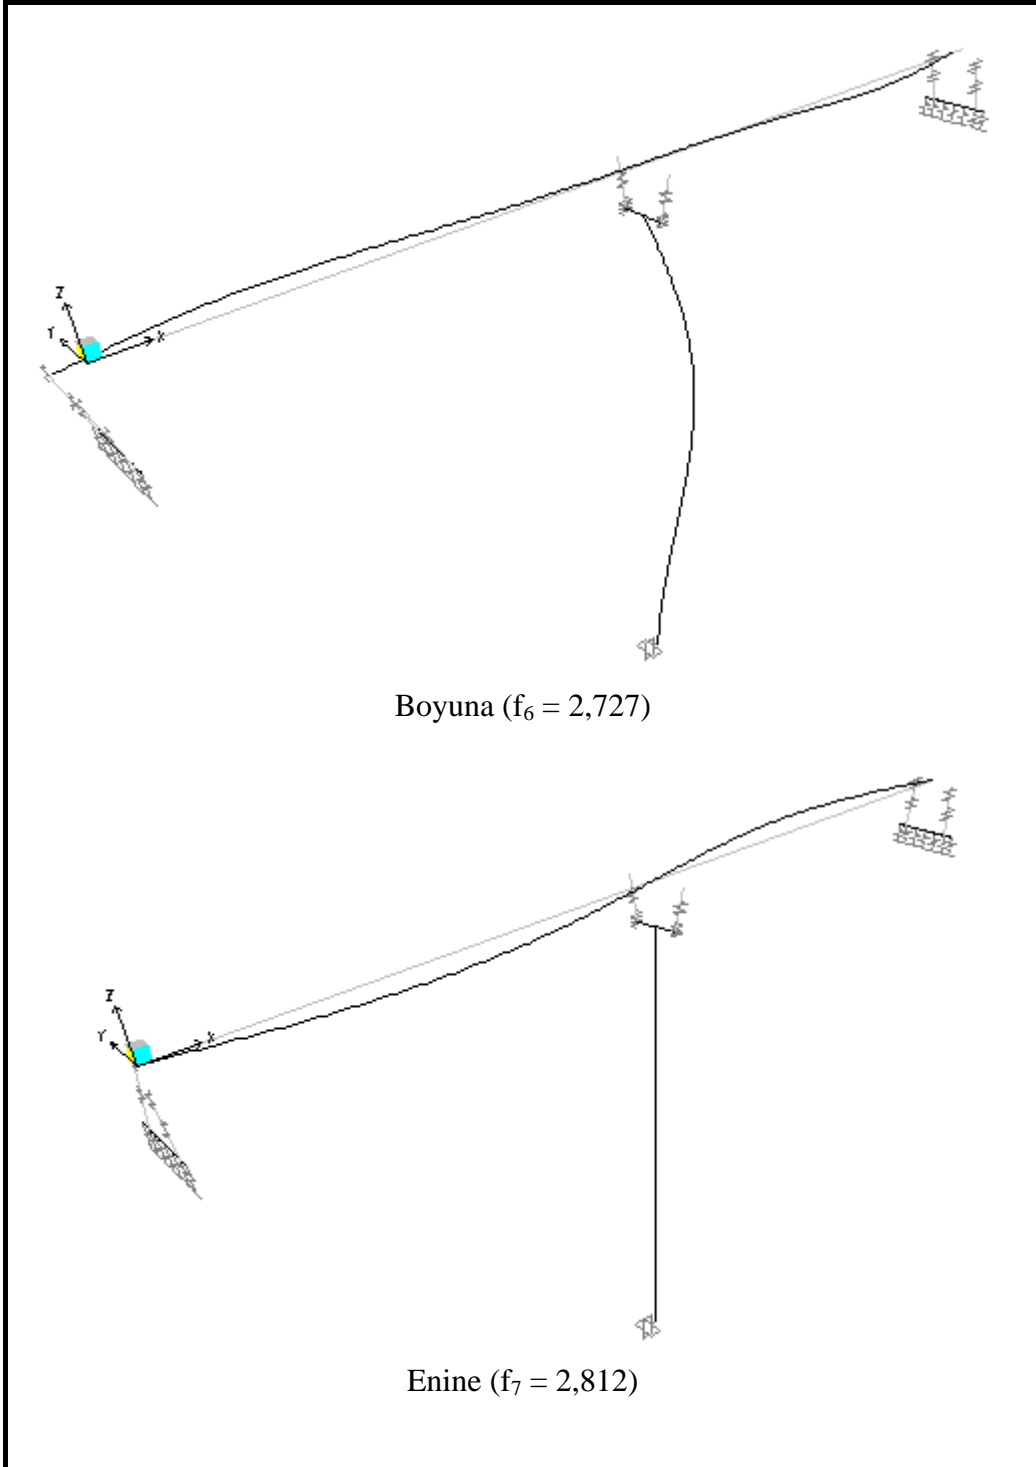 Z
Y
X
Boyuna (f₆ = 2,727)
Z
Y
X
Enine (f₇ = 2,812)